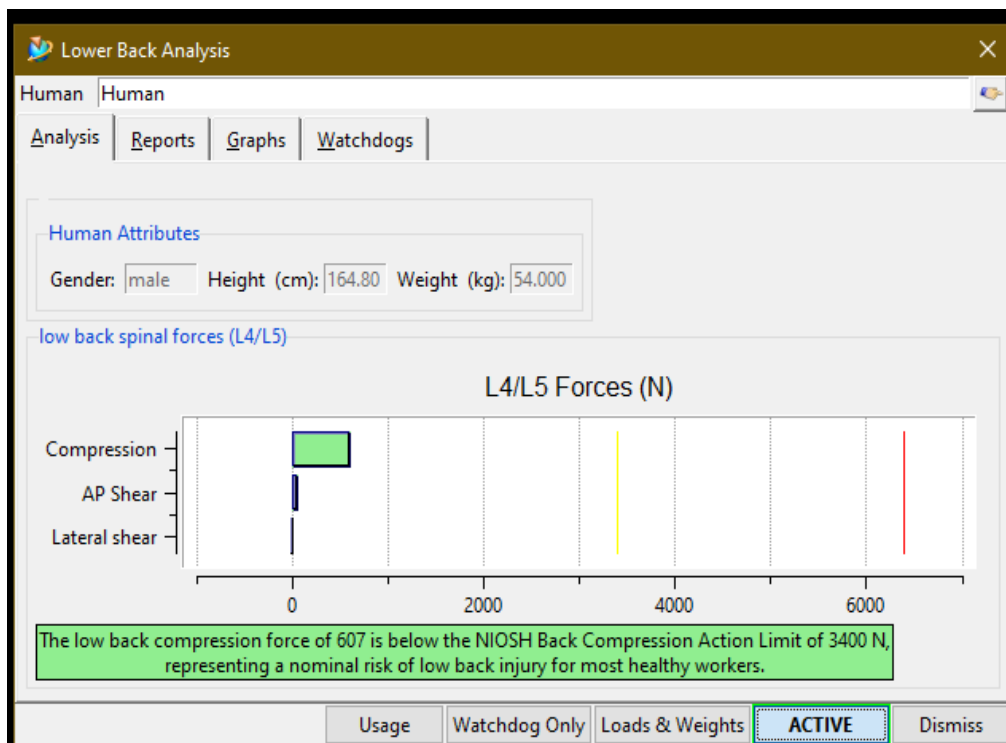 Lower Back Analysis
Human Human
Analysis Reports Graphs Watchdogs
Human Attributes
Gender: male Height (cm): 164.80 Weight (kg): 54.000
low back spinal forces (L4/L5)
L4/L5 Forces (N)
Compression
AP Shear
Lateral shear
0 2000 4000 6000
The low back compression force of 607 is below the NIOSH Back Compression Action Limit of 3400 N,
representing a nominal risk of low back injury for most healthy workers.
Usage Watchdog Only Loads & Weights ACTIVE Dismiss